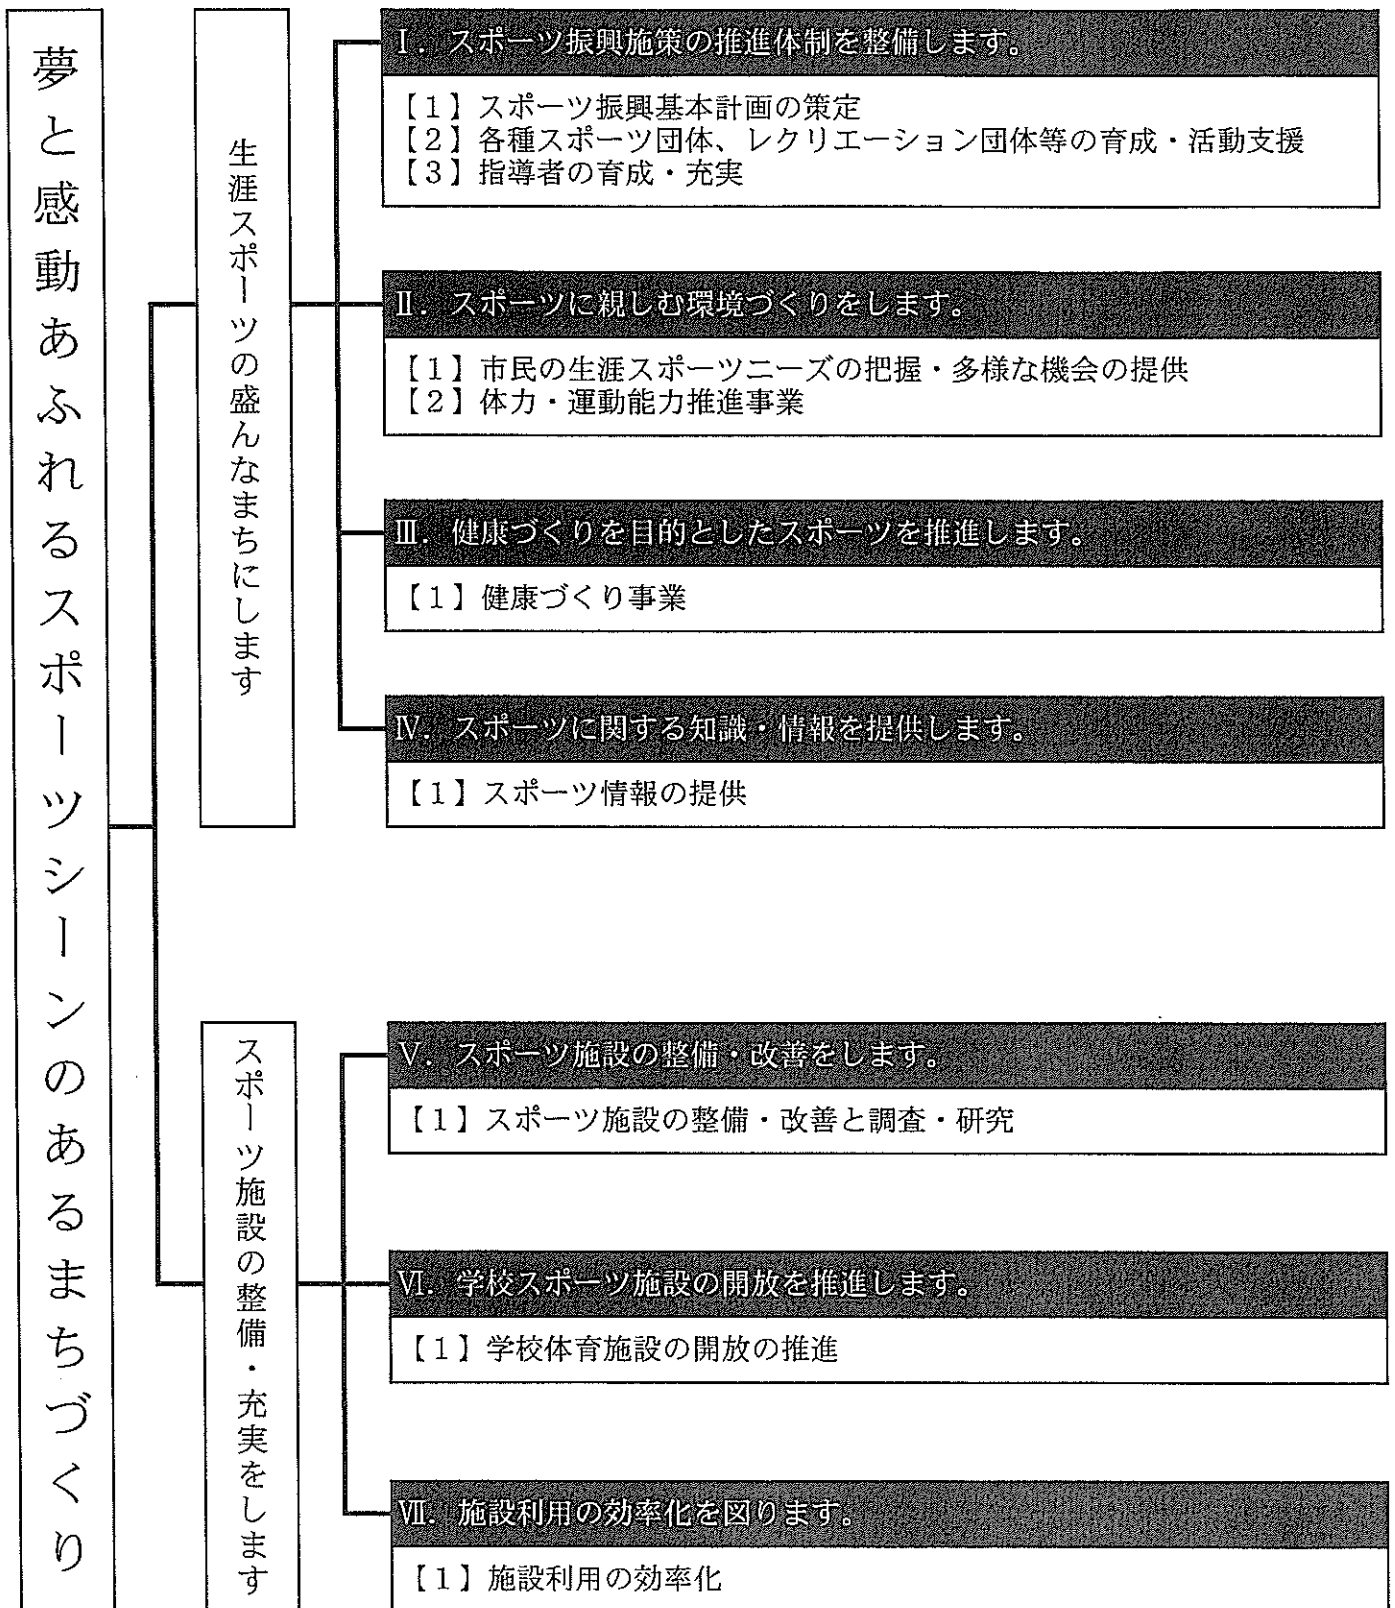 夢と感動あふれるスポーツシーンのあるまちづくり
生涯スポーツの盛んなまちにします
Ⅰ．スポーツ振興施策の推進体制を整備します。
【１】スポーツ振興基本計画の策定
【２】各種スポーツ団体、レクリエーション団体等の育成・活動支援
【３】指導者の育成・充実
Ⅱ．スポーツに親しむ環境づくりをします。
【１】市民の生涯スポーツニーズの把握・多様な機会の提供
【２】体力・運動能力推進事業
Ⅲ．健康づくりを目的としたスポーツを推進します。
【１】健康づくり事業
Ⅳ．スポーツに関する知識・情報を提供します。
【１】スポーツ情報の提供
スポーツ施設の整備・充実をします
Ⅴ．スポーツ施設の整備・改善をします。
【１】スポーツ施設の整備・改善と調査・研究
Ⅵ．学校スポーツ施設の開放を推進します。
【１】学校体育施設の開放の推進
Ⅶ．施設利用の効率化を図ります。
【１】施設利用の効率化